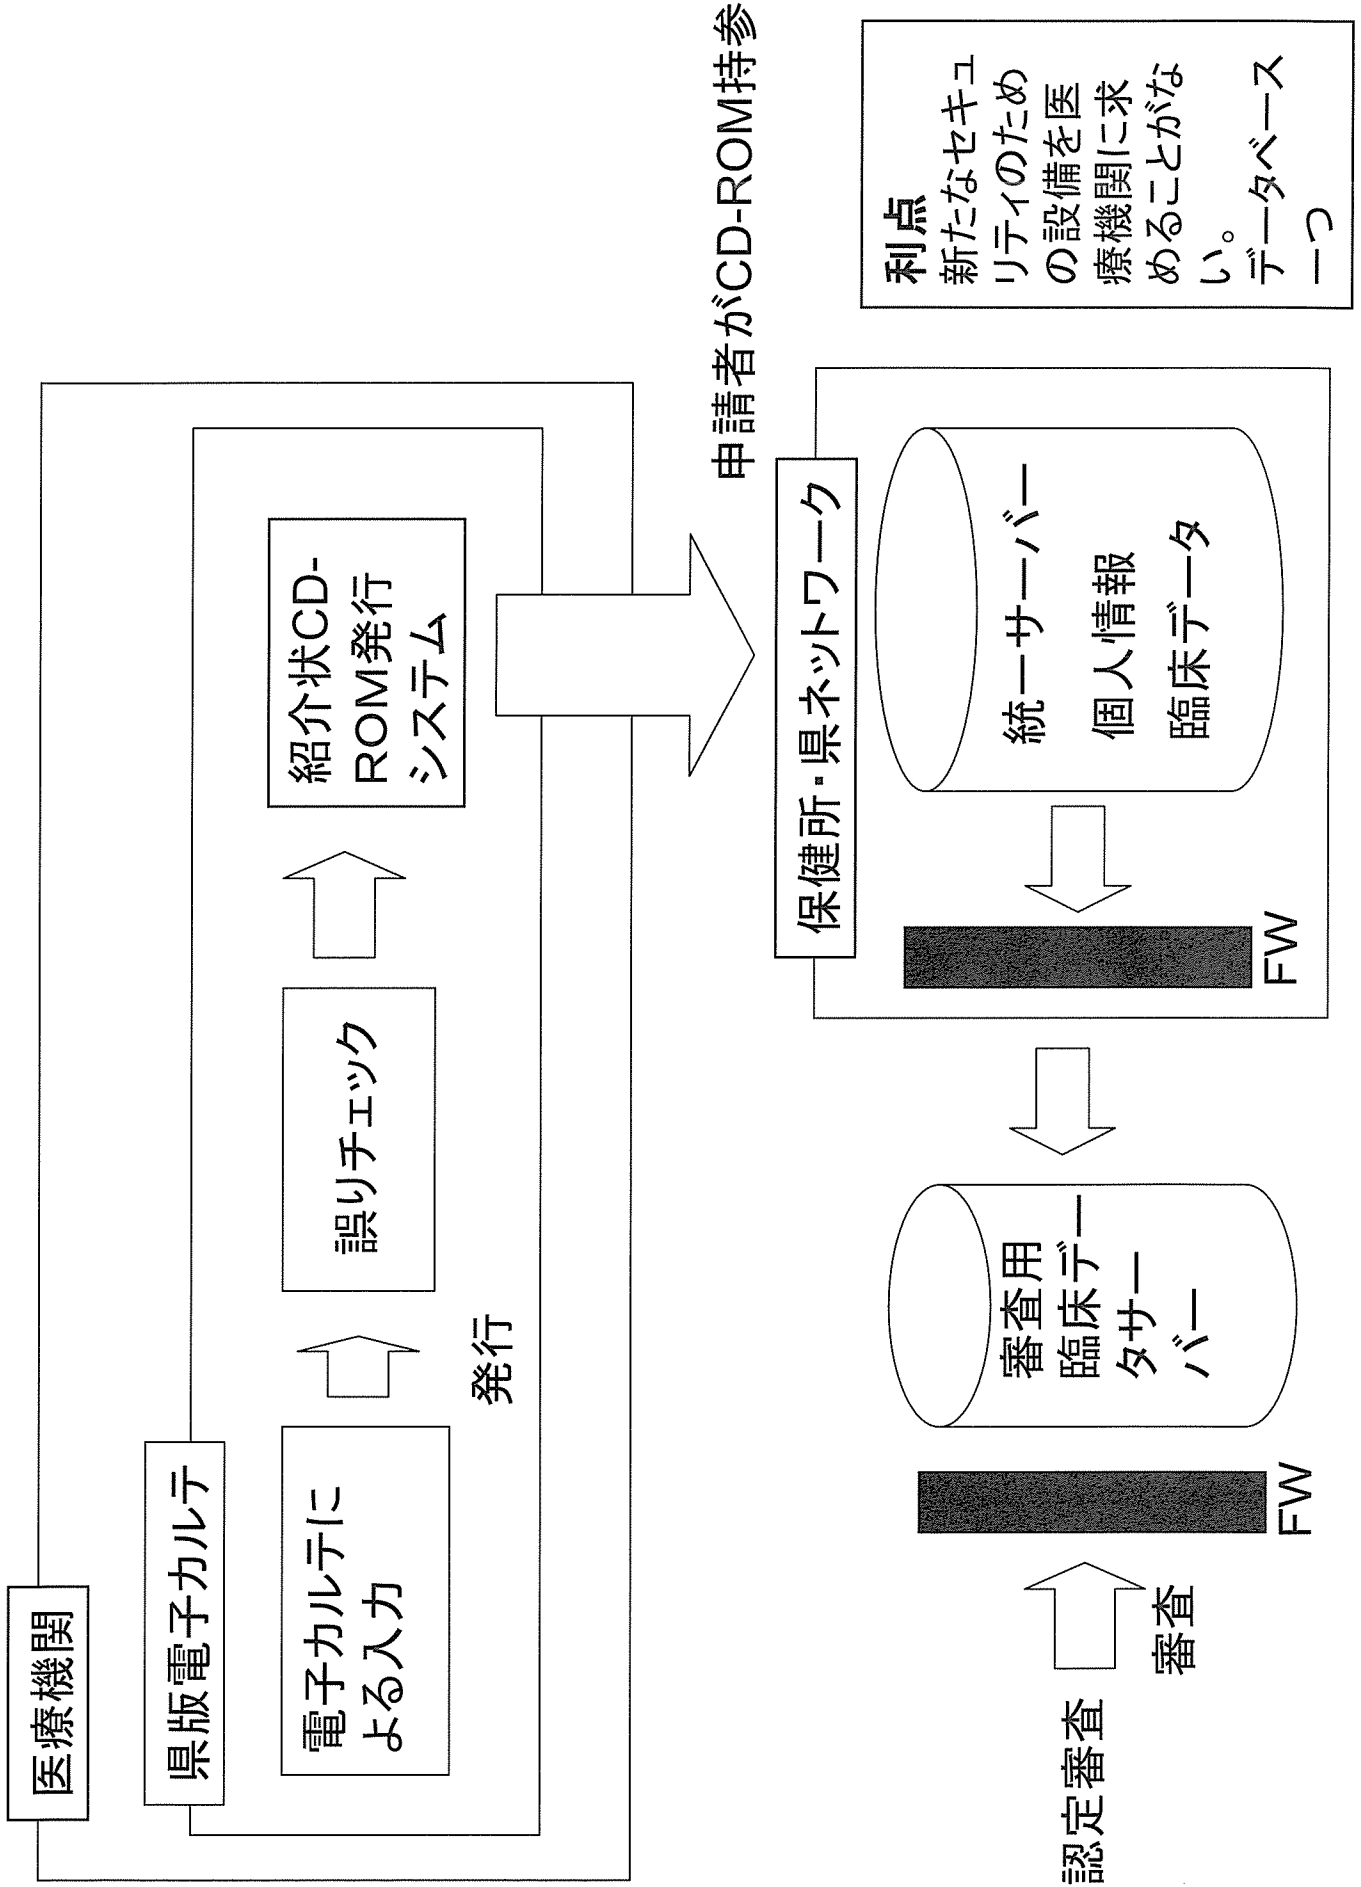 医療機関
県版電子カルテ
電子カルテに
よる入力
誤りチェック
紹介状CD-
ROM発行
システム
発行
申請者がCD-ROM持参
保健所・県ネットワーク
統一サーバー
個人情報
臨床データ
FW
審査用
臨床デー
タサー
バー
FW
認定審査
審査
利点
新たなセキュ
リティのため
の設備を医
療機関に求
めることがな
い。
データベース
一つ